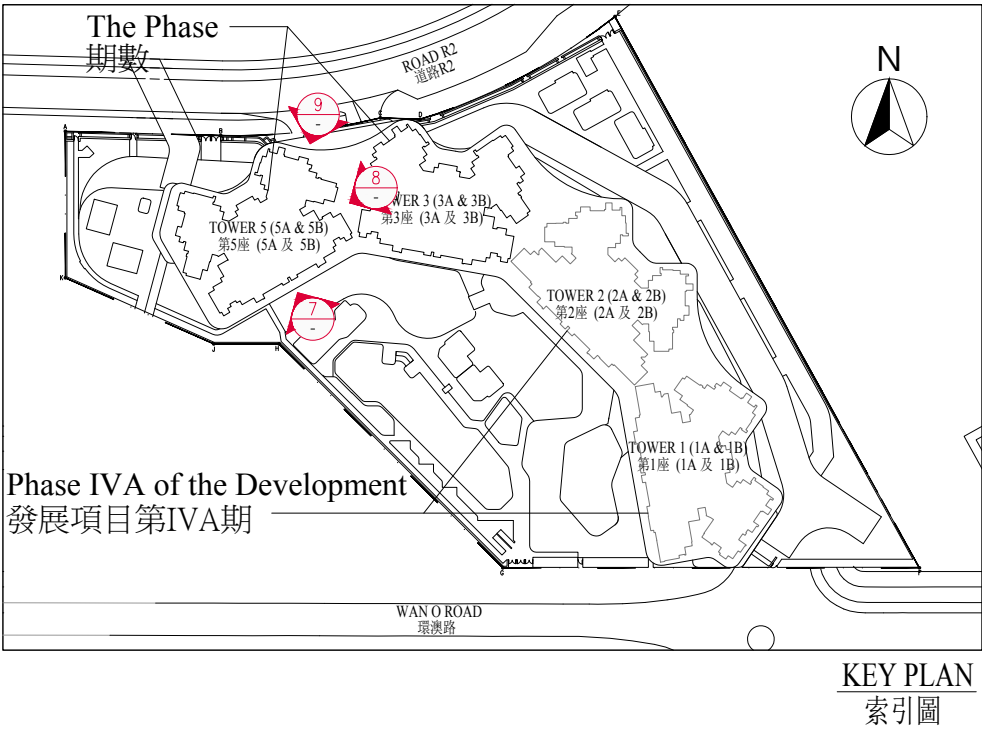 The Phase
期數
ROAD R2
道路R2
N
9
-
8
-
TOWER 3 (3A & 3B)
第3座 (3A 及 3B)
TOWER 5 (5A & 5B)
第5座 (5A 及 5B)
TOWER 2 (2A & 2B)
第2座 (2A 及 2B)
7
-
TOWER 1 (1A & 1B)
第1座 (1A 及 1B)
Phase IVA of the Development
發展項目第IVA期
WAN O ROAD
環澳路
KEY PLAN
索引圖
A
B
C
D
E
F
G
H
J
K